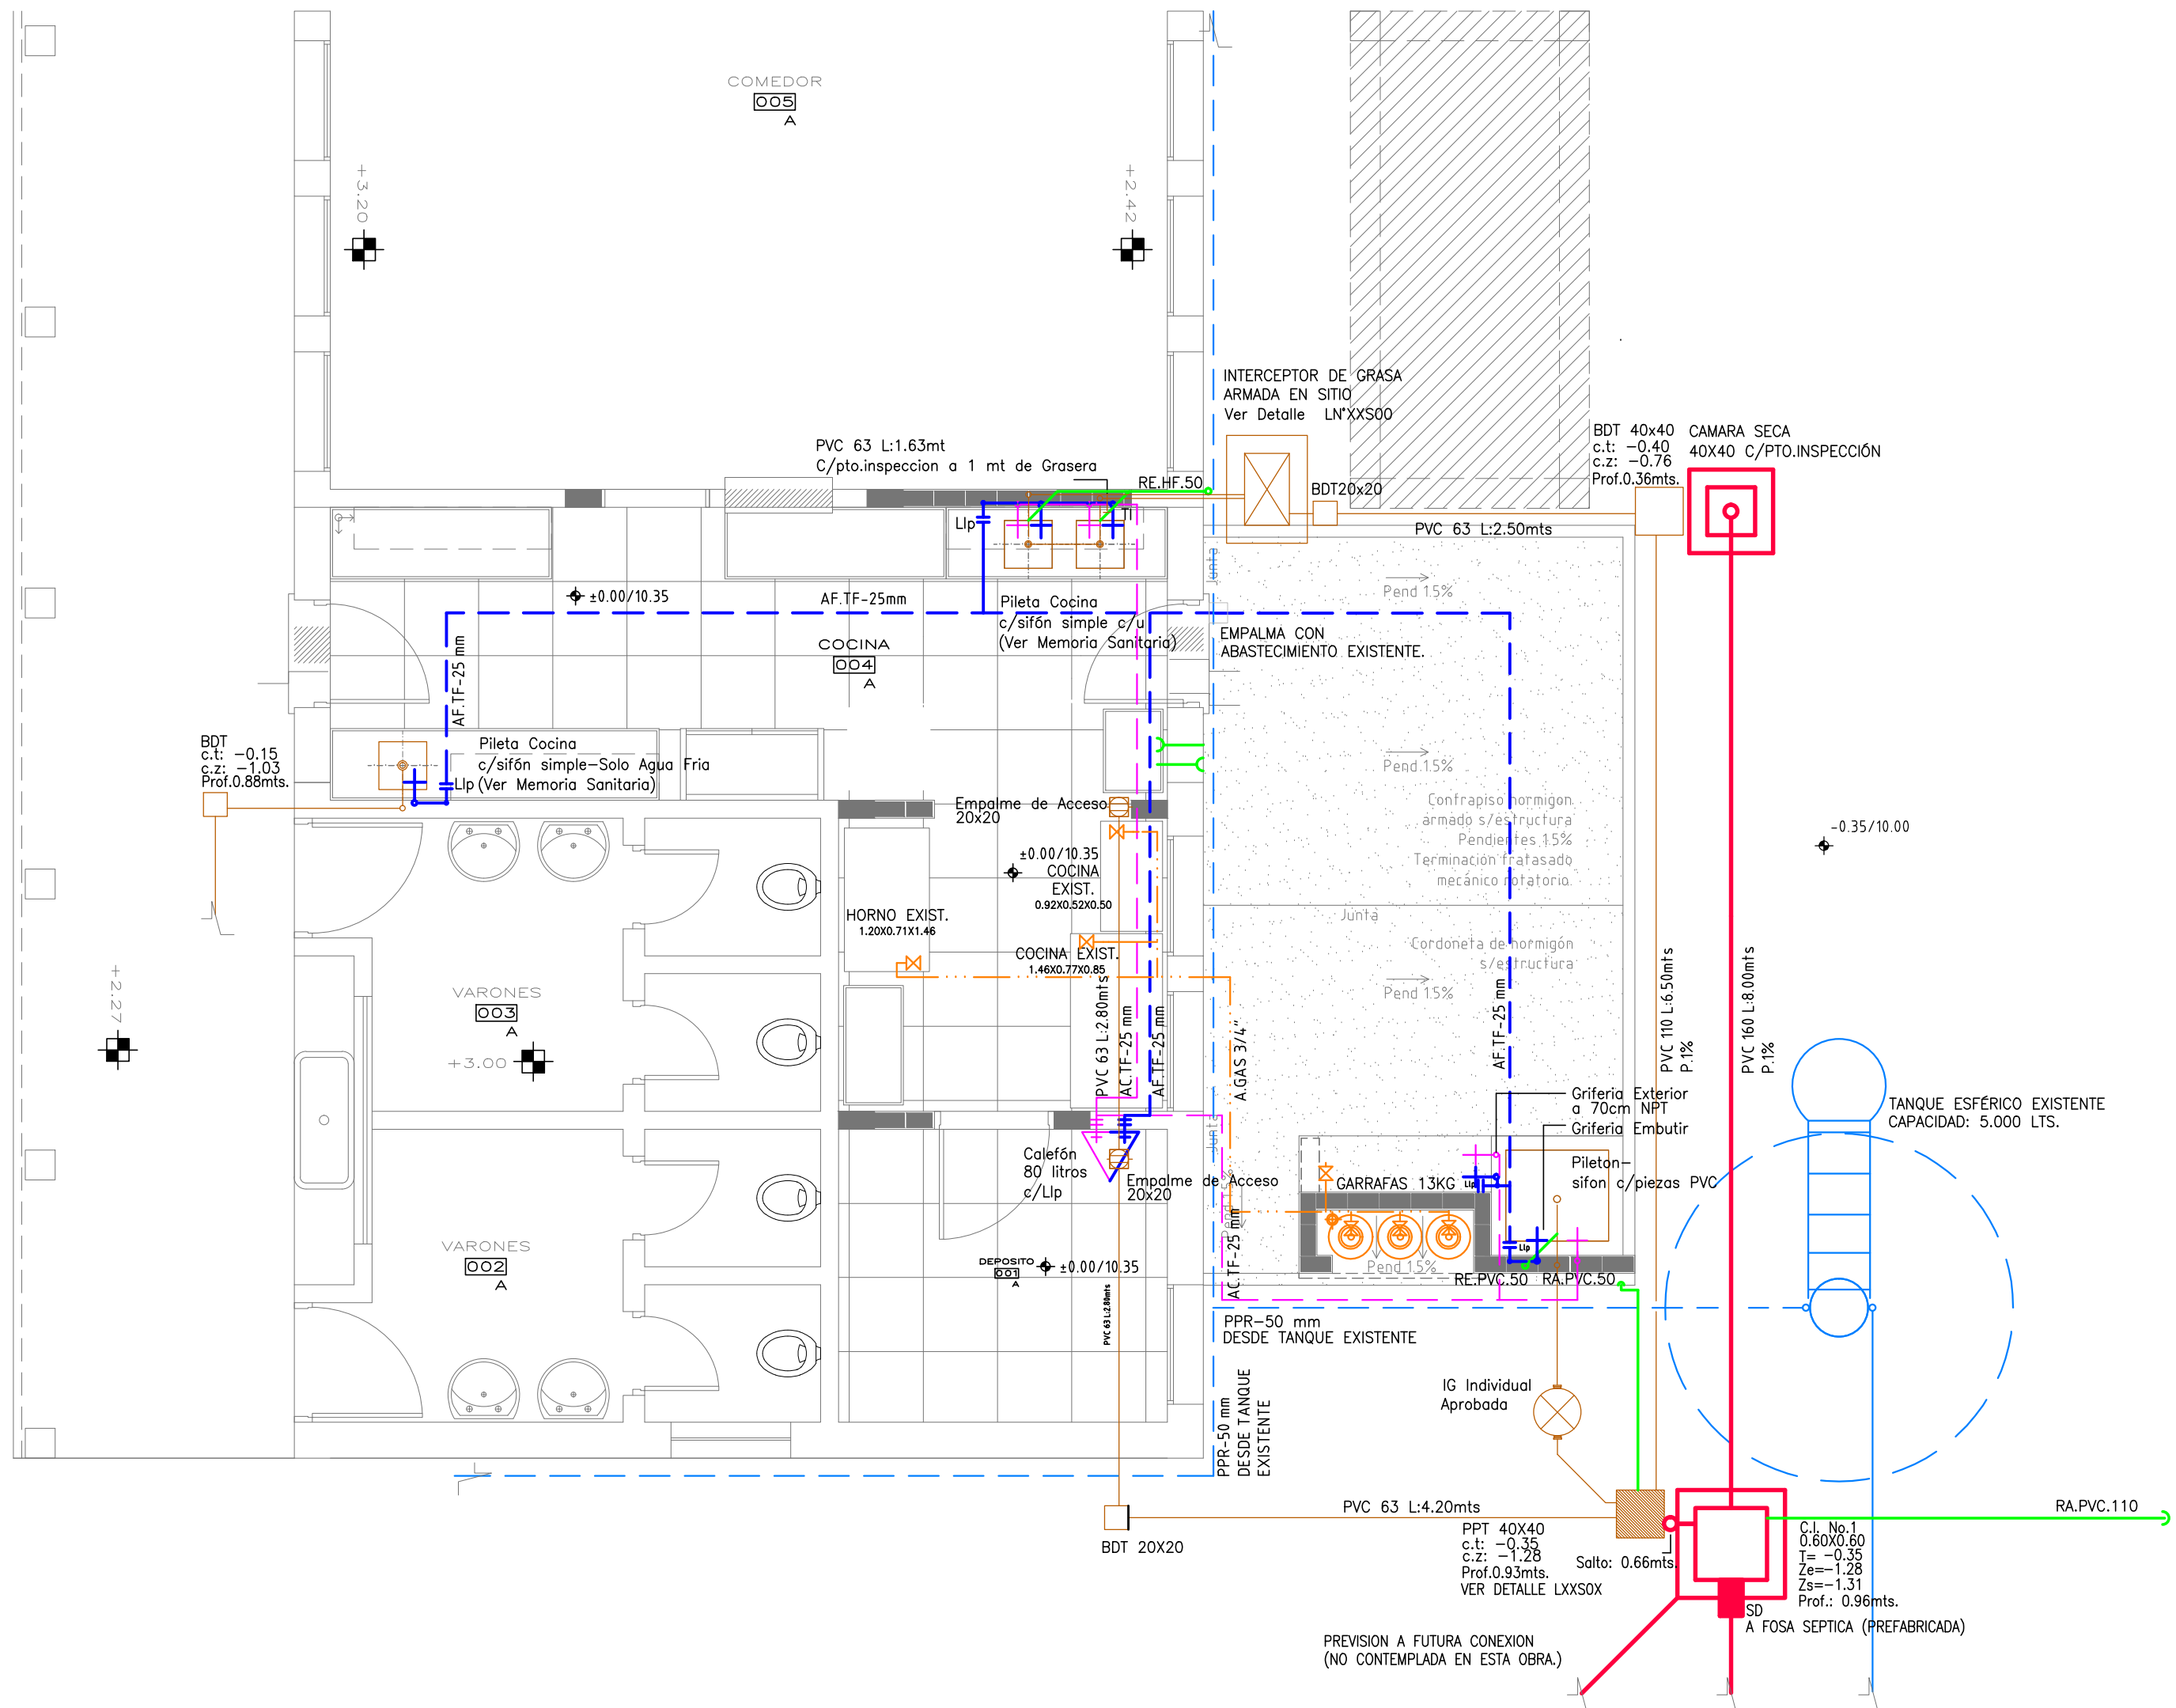 COMEDOR
005
A
+3.20
+2.42
INTERCEPTOR DE GRASA
ARMADA EN SITIO
Ver Detalle LN°XXS00
BDT 40x40
c.t: -0.40
c.z: -0.76
Prof.0.36mts.
CAMARA SECA
40X40 C/PTO.INSPECCIÓN
PVC 63 L:1.63mt
C/pto.inspeccion a 1 mt de Grasera
RE.HF.50
BDT20x20
Llp
TI
PVC 63 L:2.50mts
Junta
±0.00/10.35
AF.TF-25mm
Pileta Cocina
c/sifón simple c/u
(Ver Memoria Sanitaria)
Pend 1.5%
EMPALMA CON
ABASTECIMIENTO EXISTENTE.
COCINA
004
A
AF.TF-25 mm
BDT
c.t: -0.15
c.z: -1.03
Prof.0.88mts.
Pileta Cocina
c/sifón simple-Solo Agua Fria
Llp (Ver Memoria Sanitaria)
Pend 1.5%
Empalme de Acceso
20x20
Contrapiso hormigon
armado s/estructura
Pendientes 1.5%
Terminación fratasado
mecánico rotatorio.
-0.35/10.00
±0.00/10.35
COCINA
EXIST.
0.92X0.52X0.50
HORNO EXIST.
1.20X0.71X1.46
Junta
COCINA EXIST.
1.46X0.77X0.85
Cordoneta de hormigón
s/estructura
Pend 1.5%
+2.27
VARONES
003
A
+3.00
PVC 63 L:2.80mts
AC.TF-25 mm
AF.TF-25 mm
A.GAS 3/4"
AF.TF-25 mm
PVC 110 L:6.50mts
P.1%
PVC 160 L:8.00mts
P.1%
Griferia Exterior
a 70cm NPT
Griferia Embutir
TANQUE ESFÉRICO EXISTENTE
CAPACIDAD: 5.000 LTS.
Junta
Calefón
80 litros
c/Llp
Empalme de Acceso
20x20
Pileton-
sifon c/piezas PVC
GARRAFAS 13KG
Llp
Pend 1.5%
AC.TF-25 mm
Llp
VARONES
002
A
DEPOSITO
001
A
±0.00/10.35
Pend 1.5%
RE.PVC.50
RA.PVC.50
PVC 63 L:2.80mts
PPR-50 mm
DESDE TANQUE EXISTENTE
PPR-50 mm
DESDE TANQUE
EXISTENTE
IG Individual
Aprobada
PVC 63 L:4.20mts
BDT 20X20
PPT 40X40
c.t: -0.35
c.z: -1.28
Prof.0.93mts.
VER DETALLE LXXS0X
Salto: 0.66mts.
RA.PVC.110
C.I. No.1
0.60X0.60
T= -0.35
Ze=-1.28
Zs=-1.31
Prof.: 0.96mts.
SD
A FOSA SEPTICA (PREFABRICADA)
PREVISION A FUTURA CONEXION
(NO CONTEMPLADA EN ESTA OBRA.)